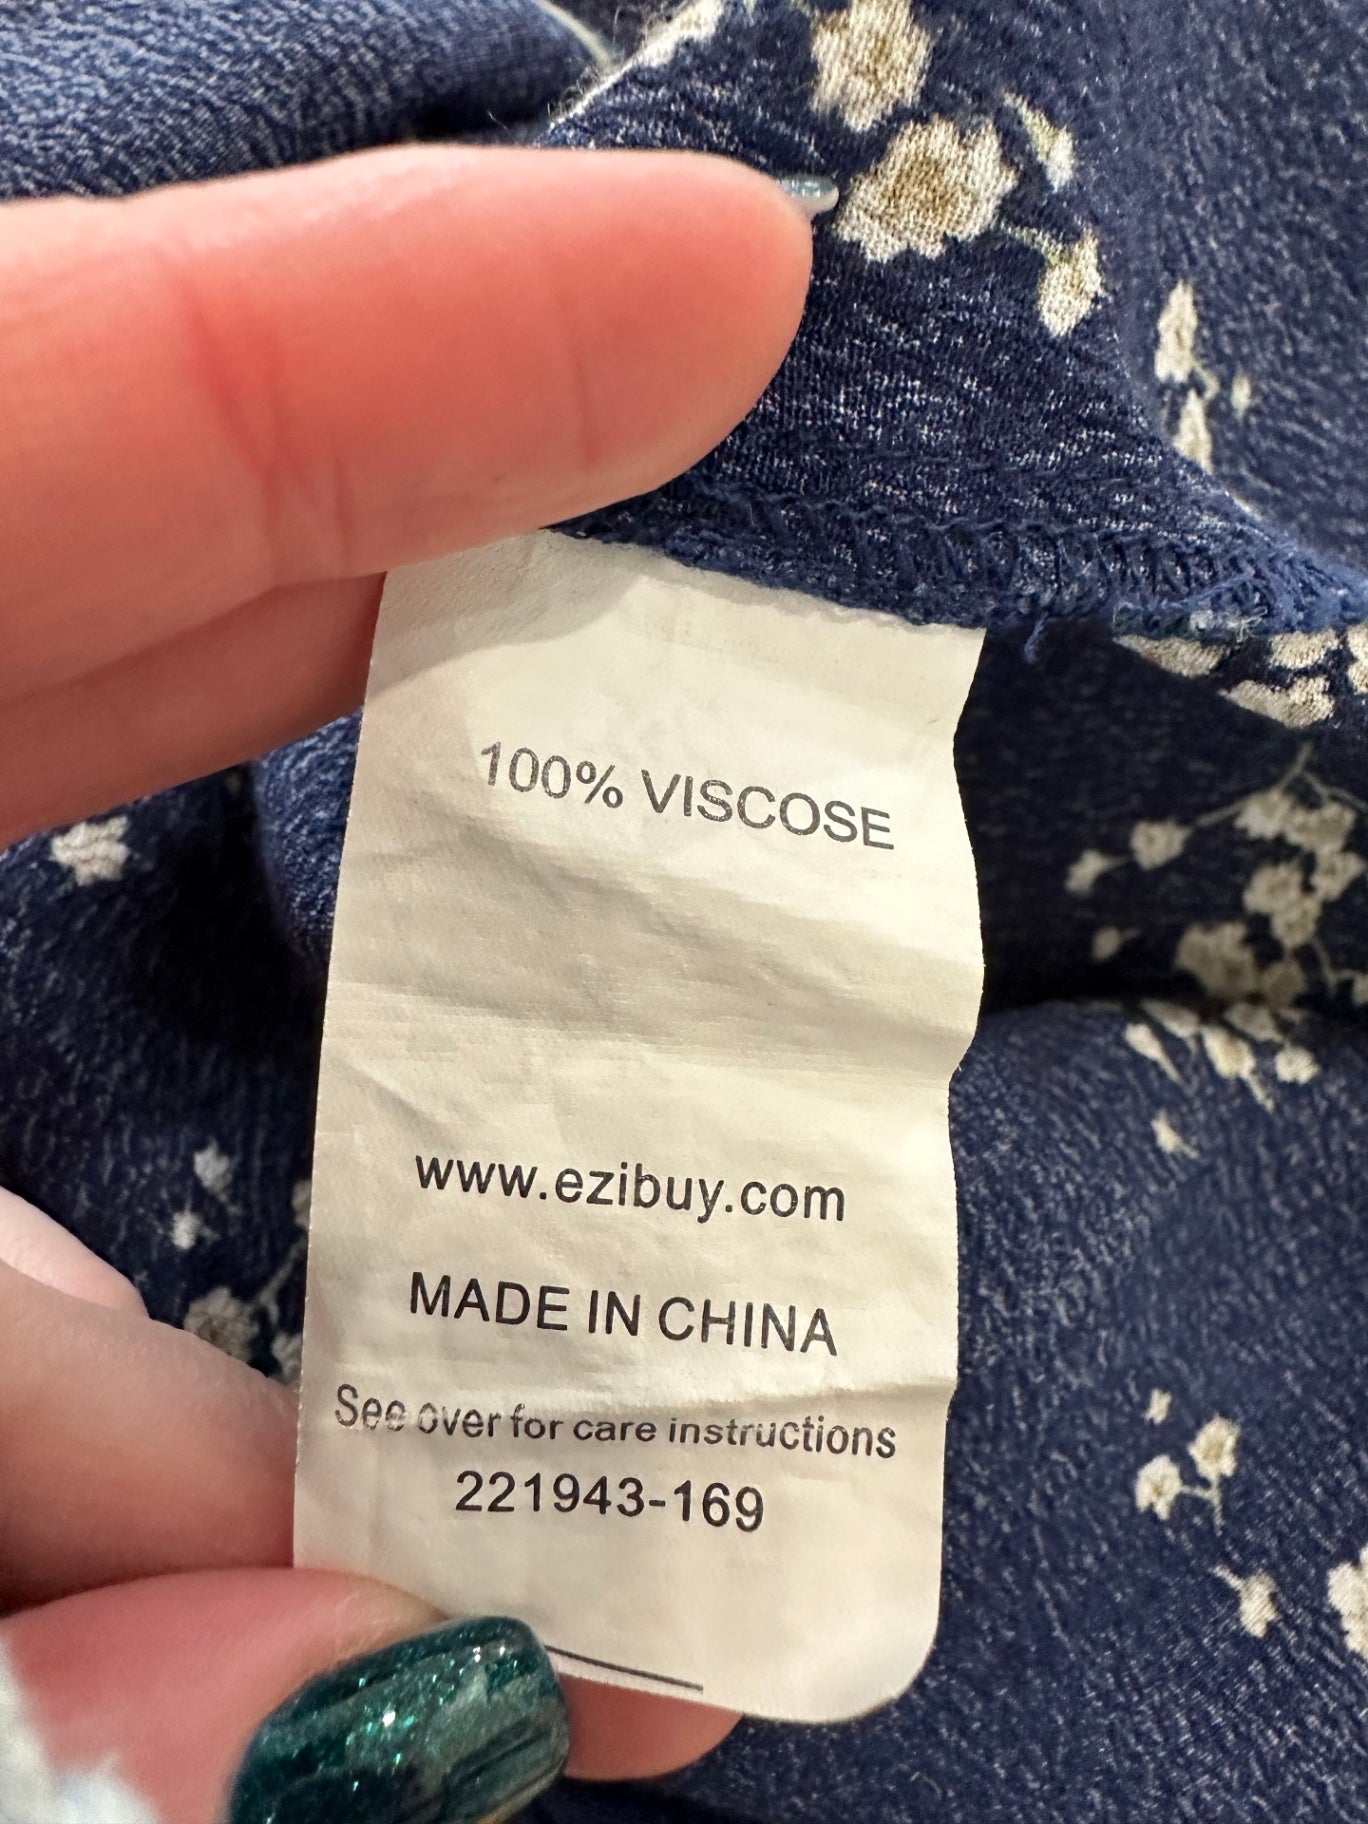 100% VISCOSE
www.ezibuy.com
MADE IN CHINA
See over for care instructions
221943-169